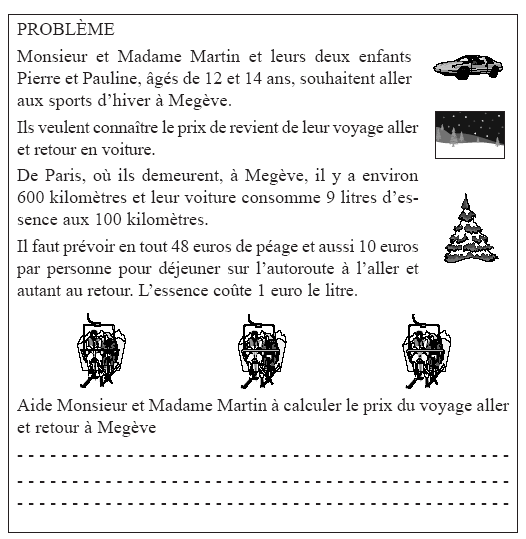 PROBLÈME
Monsieur et Madame Martin et leurs deux enfants
Pierre et Pauline, âgés de 12 et 14 ans, souhaitent aller
aux sports d’hiver à Megève.
Ils veulent connaître le prix de revient de leur voyage aller
et retour en voiture.
De Paris, où ils demeurent, à Megève, il y a environ
600 kilomètres et leur voiture consomme 9 litres d’es-
sence aux 100 kilomètres.
Il faut prévoir en tout 48 euros de péage et aussi 10 euros
par personne pour déjeuner sur l’autoroute à l’aller et
autant au retour. L’essence coûte 1 euro le litre.
Aide Monsieur et Madame Martin à calculer le prix du voyage aller
et retour à Megève